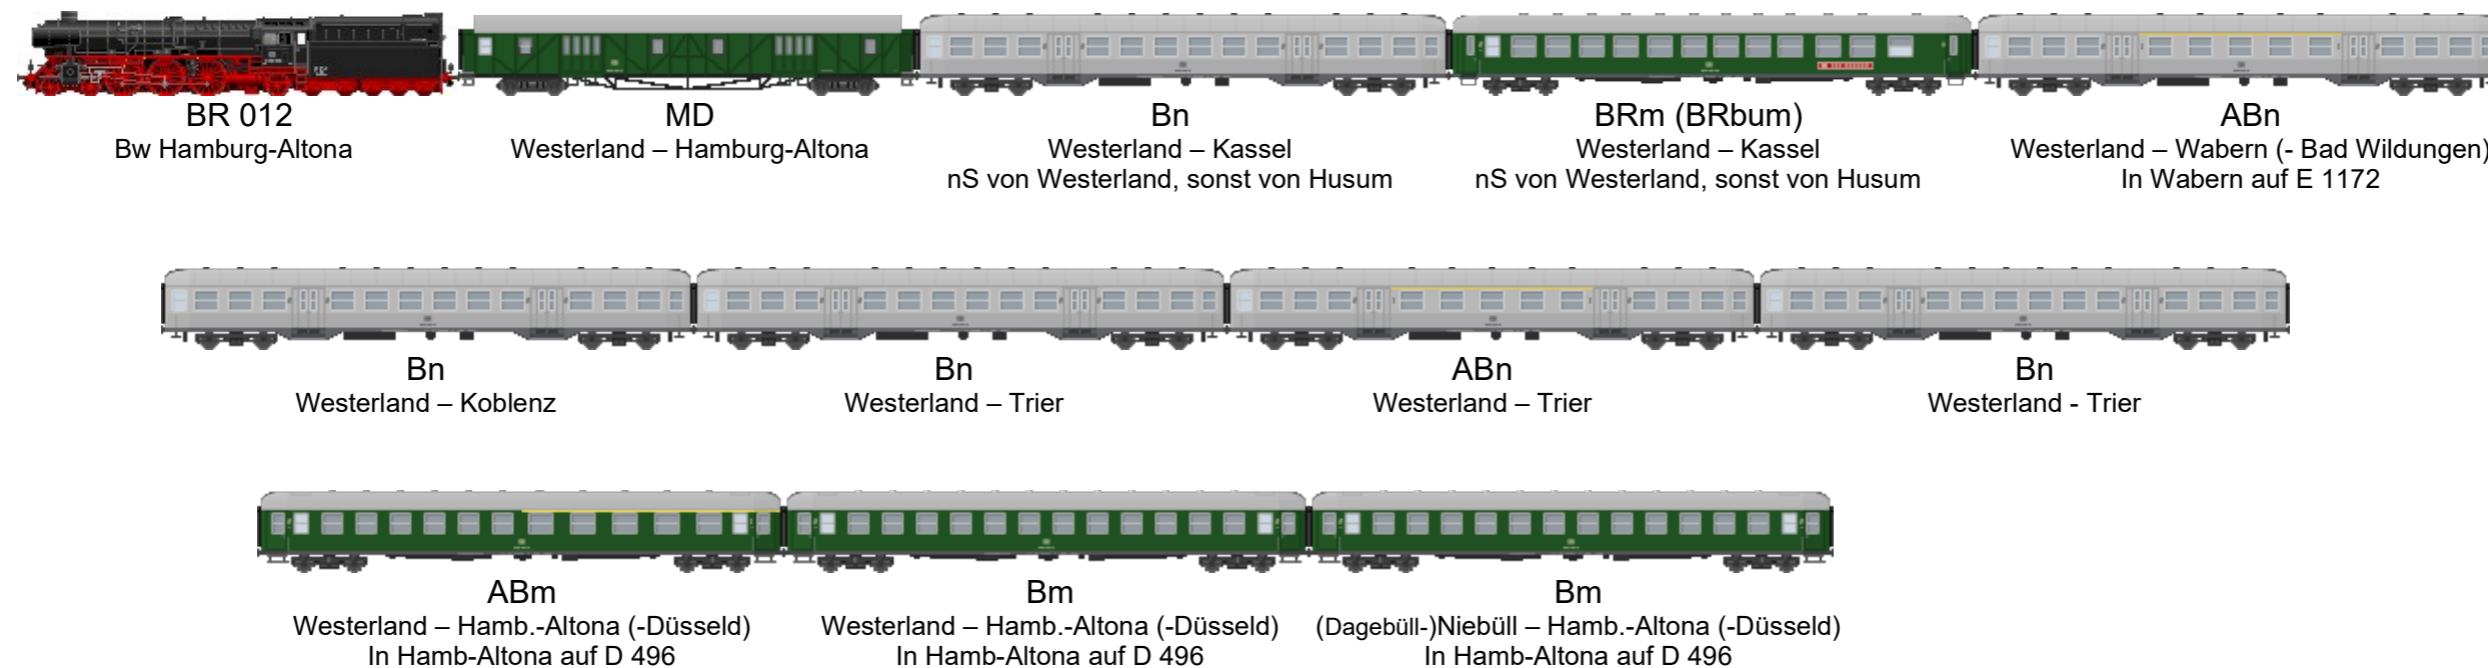 BR 012
Bw Hamburg-Altona
MD
Westerland – Hamburg-Altona
Bn
Westerland – Kassel
nS von Westerland, sonst von Husum
BRm (BRbum)
Westerland – Kassel
nS von Westerland, sonst von Husum
ABn
Westerland – Wabern (- Bad Wildungen)
In Wabern auf E 1172
Bn
Westerland – Koblenz
Bn
Westerland – Trier
ABn
Westerland – Trier
Bn
Westerland - Trier
ABm
Westerland – Hamb.-Altona (-Düsseld)
In Hamb-Altona auf D 496
Bm
Westerland – Hamb.-Altona (-Düsseld)
In Hamb-Altona auf D 496
Bm
(Dagebüll-)Niebüll – Hamb.-Altona (-Düsseld)
In Hamb-Altona auf D 496